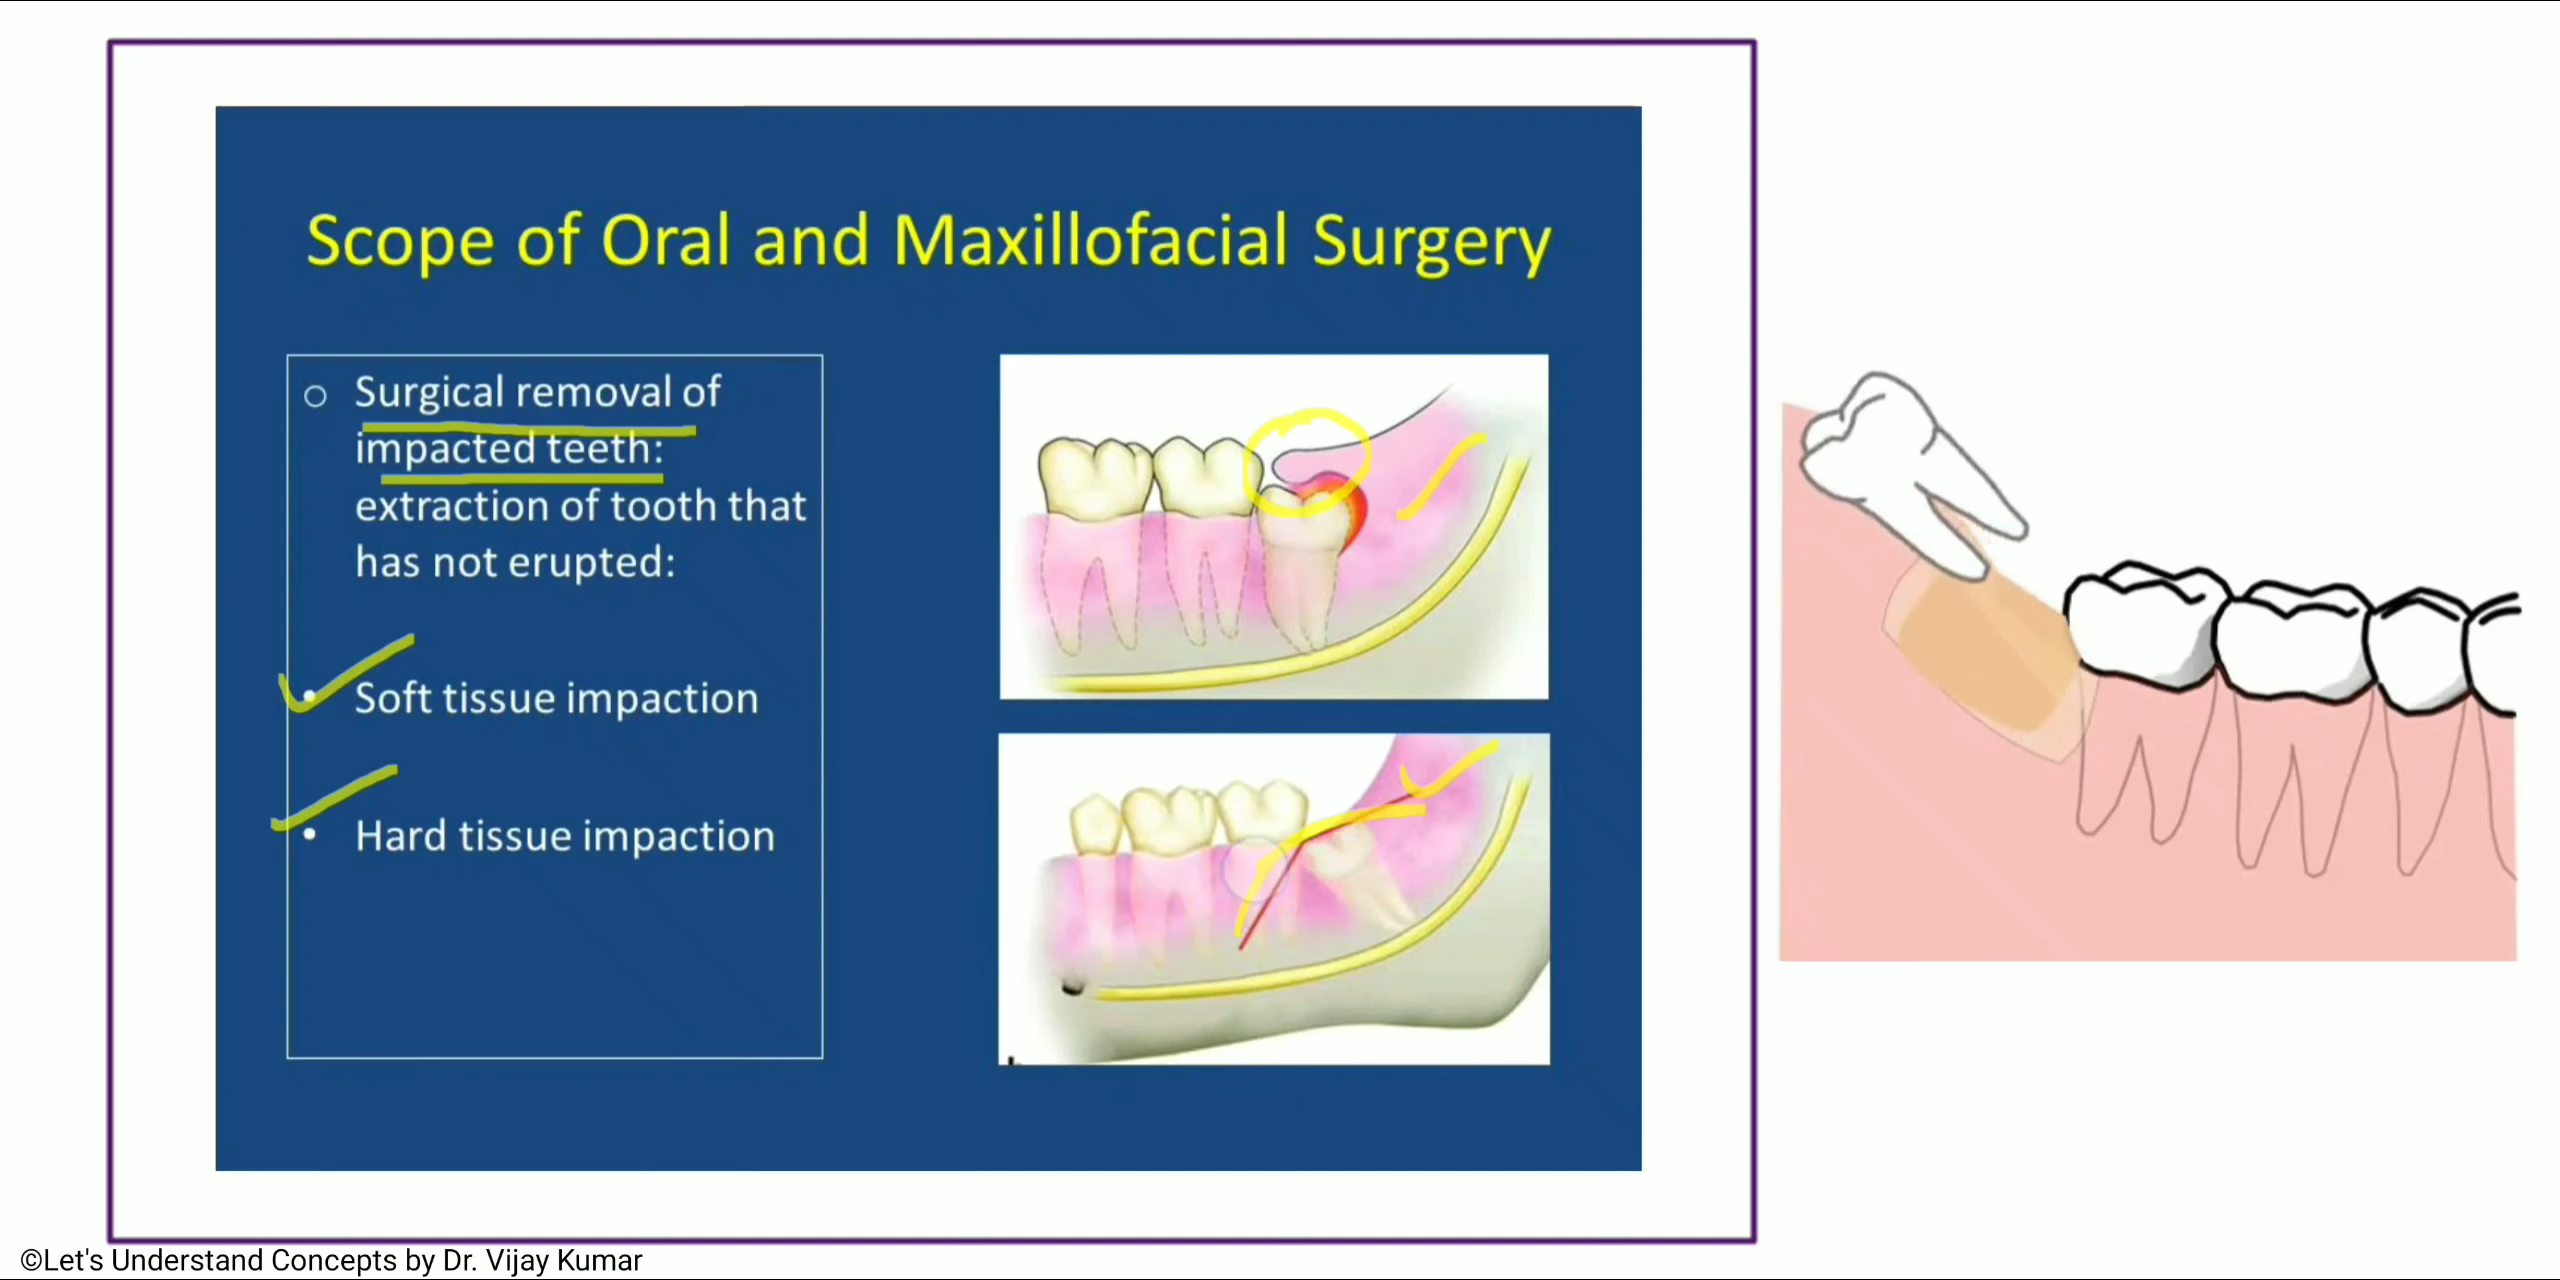 Scope of Oral and Maxillofacial Surgery
Surgical removal of
impacted teeth:
extraction of tooth that
has not erupted:
• Soft tissue impaction
• Hard tissue impaction
©Let's Understand Concepts by Dr. Vijay Kumar